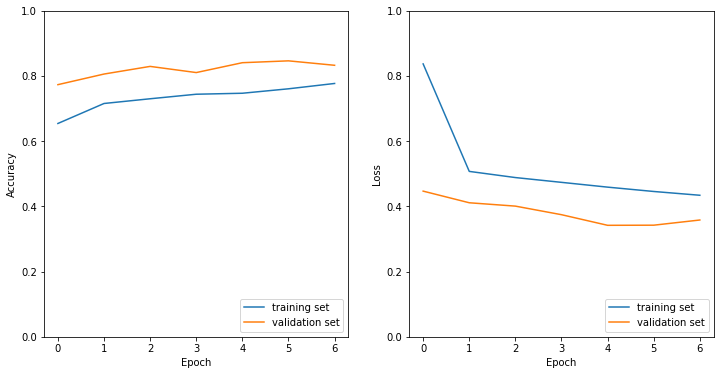 1.0
0.8
0.6
0.4
0.2
0.0
Accuracy
0 1 2 3 4 5 6
Epoch
training set
validation set
1.0
0.8
0.6
0.4
0.2
0.0
Loss
0 1 2 3 4 5 6
Epoch
training set
validation set